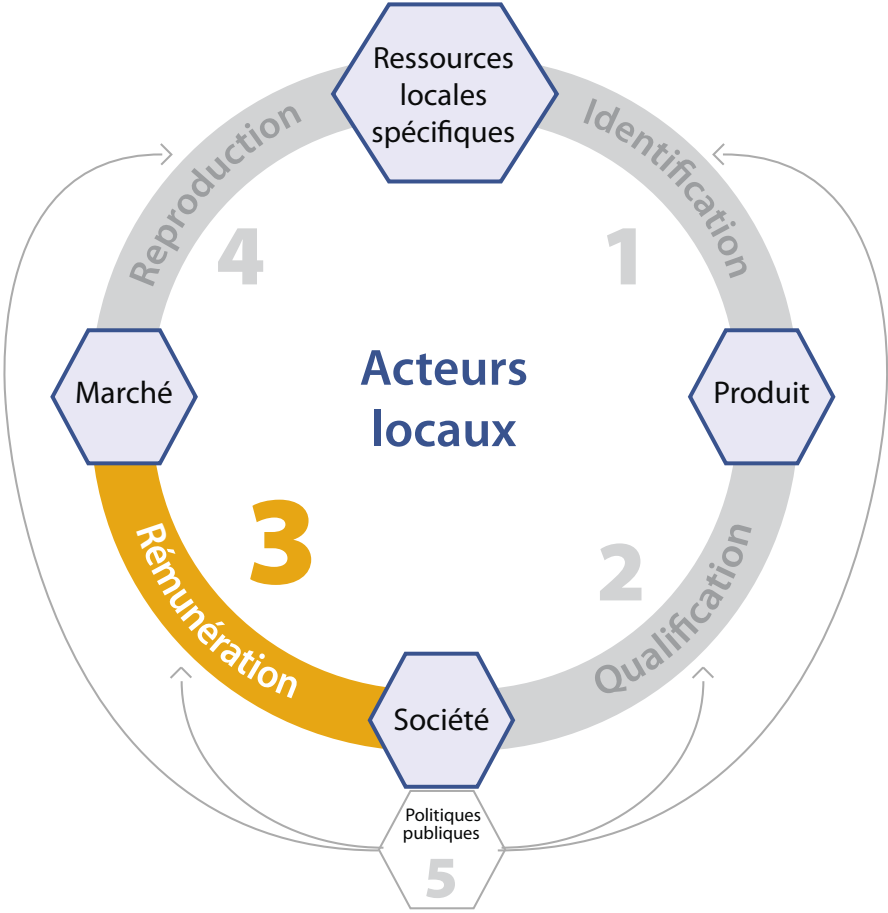 Ressources
locales
spécifiques
Identification
1
Produit
Qualification
2
Société
Rémunération
3
Marché
Reproduction
4
Acteurs
locaux
Politiques
publiques
5